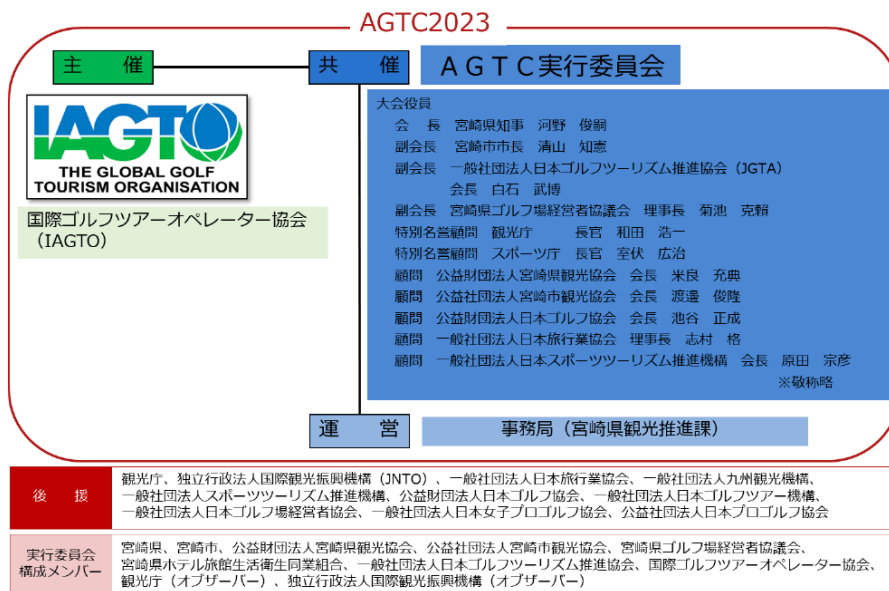 AGTC2023
主　催
共　催
ＡＧＴＣ実行委員会
IAGTO
THE GLOBAL GOLF
TOURISM ORGANISATION
国際ゴルフツアーオペレーター協会
（IAGTO）
大会役員
会　長　宮崎県知事　河野　俊嗣
副会長　宮崎市市長　清山　知憲
副会長　一般社団法人日本ゴルフツーリズム推進協会（JGTA）
会長　白石　武博
副会長　宮崎県ゴルフ場経営者協議会　理事長　菊池　克賴
特別名誉顧問　観光庁　　　長官　和田　浩一
特別名誉顧問　スポーツ庁　長官　室伏　広治
顧問　公益財団法人宮崎県観光協会　会長　米良　充典
顧問　公益社団法人宮崎市観光協会　会長　渡邊　俊隆
顧問　公益財団法人日本ゴルフ協会　会長　池谷　正成
顧問　一般社団法人日本旅行業協会　理事長　志村　格
顧問　一般社団法人日本スポーツツーリズム推進機構　会長　原田　宗彦
※敬称略
運　営
事務局（宮崎県観光推進課）
後　援
観光庁、独立行政法人国際観光振興機構（JNTO）、一般社団法人日本旅行業協会、一般社団法人九州観光機構、
一般社団法人スポーツツーリズム推進機構、公益財団法人日本ゴルフ協会、一般社団法人日本ゴルフツアー機構、
一般社団法人日本ゴルフ場経営者協会、一般社団法人日本女子プロゴルフ協会、公益社団法人日本プロゴルフ協会
実行委員会
構成メンバー
宮崎県、宮崎市、公益財団法人宮崎県観光協会、公益社団法人宮崎市観光協会、宮崎県ゴルフ場経営者協議会、
宮崎県ホテル旅館生活衛生同業組合、一般社団法人日本ゴルフツーリズム推進協会、国際ゴルフツアーオペレーター協会、
観光庁（オブザーバー）、独立行政法人国際観光振興機構（オブザーバー）